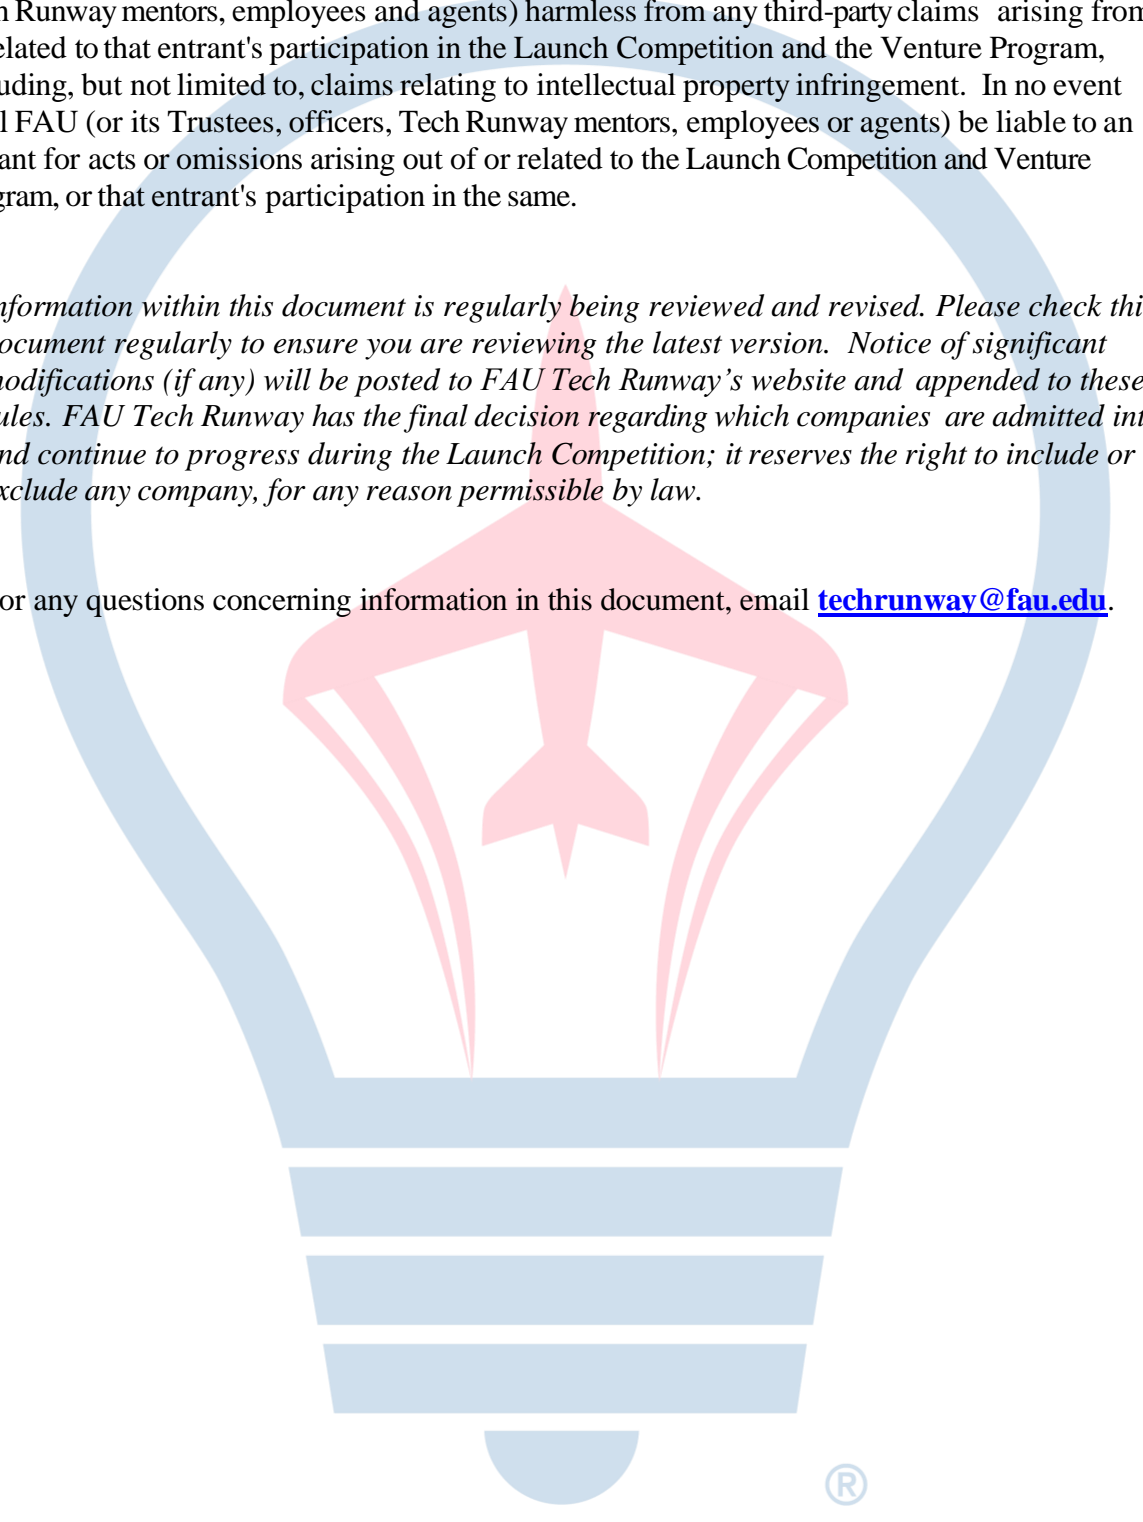 n Runway mentors, employees and agents) harmless from any third-party claims arising from
elated to that entrant's participation in the Launch Competition and the Venture Program,
uding, but not limited to, claims relating to intellectual property infringement. In no event
l FAU (or its Trustees, officers, Tech Runway mentors, employees or agents) be liable to an
ant for acts or omissions arising out of or related to the Launch Competition and Venture
gram, or that entrant's participation in the same.
nformation within this document is regularly being reviewed and revised. Please check thi
ocument regularly to ensure you are reviewing the latest version. Notice of significant
nodifications (if any) will be posted to FAU Tech Runway’s website and appended to these
ules. FAU Tech Runway has the final decision regarding which companies are admitted int
nd continue to progress during the Launch Competition; it reserves the right to include or
xclude any company, for any reason permissible by law.
or any questions concerning information in this document, email techrunway@fau.edu.
®